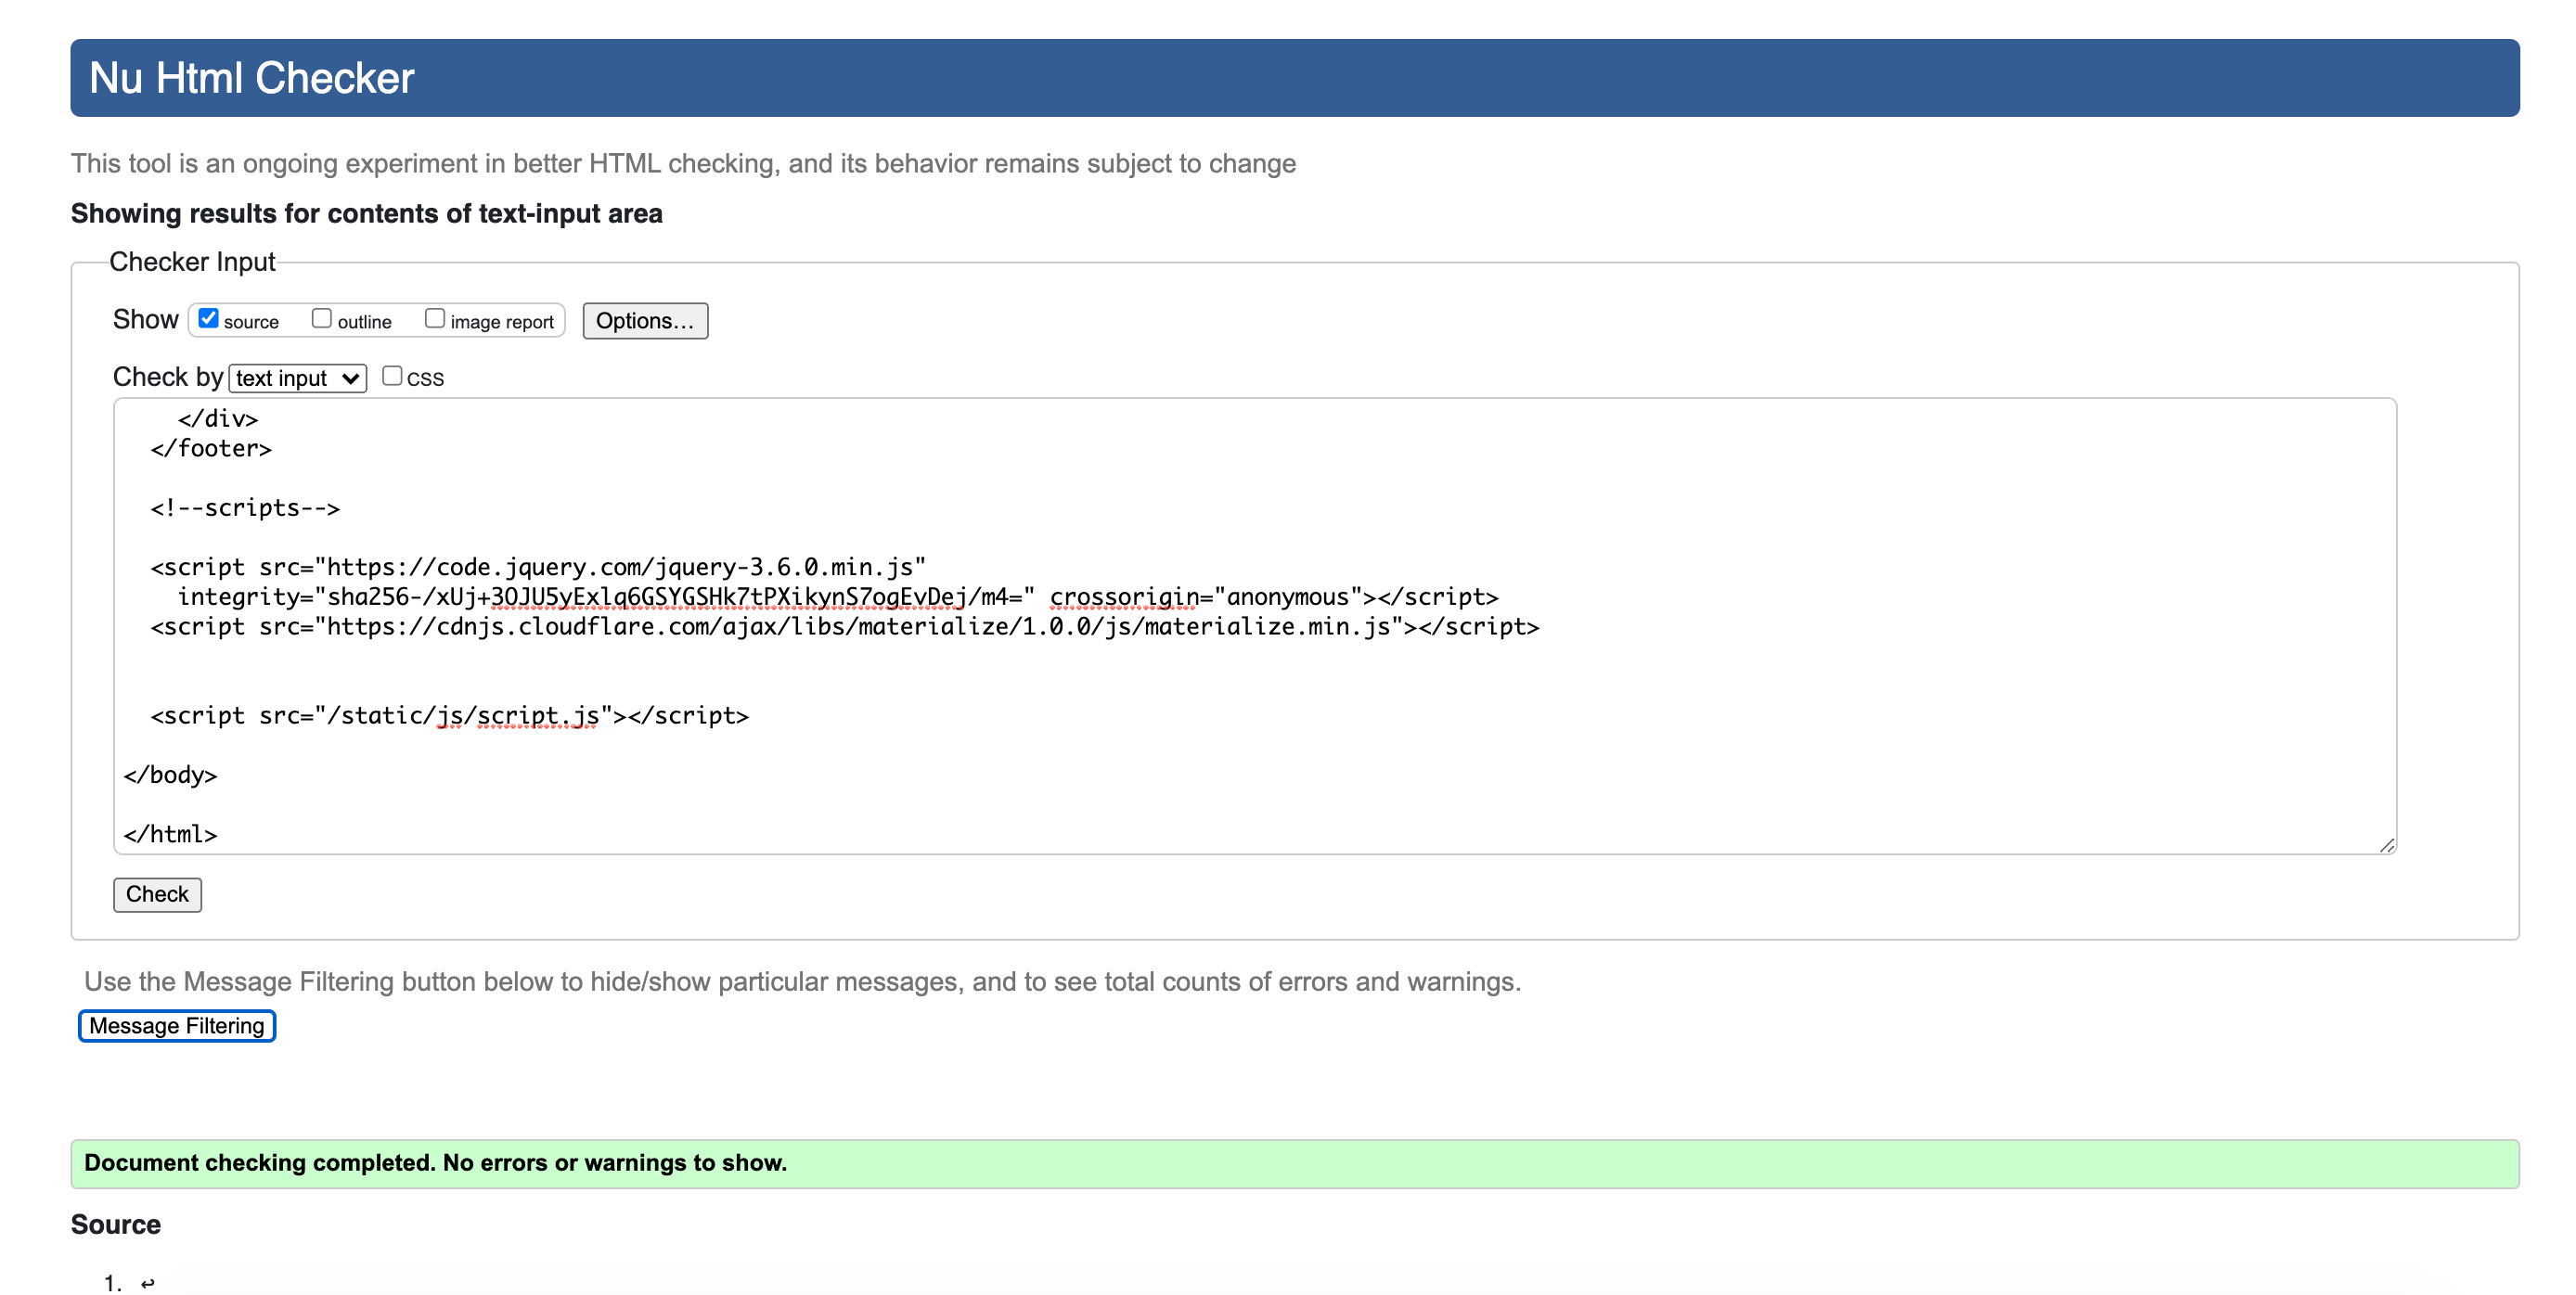 Nu Html Checker
This tool is an ongoing experiment in better HTML checking, and its behavior remains subject to change
Showing results for contents of text-input area
Checker Input
Show source outline image report Options...
Check by text input CSS
</div>
</footer>
<!--scripts-->
<script src="https://code.jquery.com/jquery-3.6.0.min.js"
integrity="sha256-/xUj+3OJU5yExlq6GSYGSHk7tPXikynS7ogEvDej/m4=" crossorigin="anonymous"></script>
<script src="https://cdnjs.cloudflare.com/ajax/libs/materialize/1.0.0/js/materialize.min.js"></script>
<script src="/static/js/script.js"></script>
</body>
</html>
Check
Use the Message Filtering button below to hide/show particular messages, and to see total counts of errors and warnings.
Message Filtering
Document checking completed. No errors or warnings to show.
Source
1. ↩